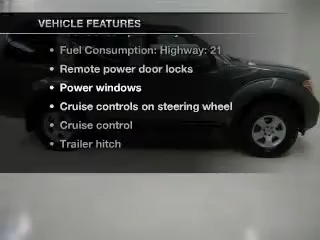 VEHICLE FEATURES
• Fuel Consumption: Highway: 21
• Remote power door locks
• Power windows
• Cruise controls on steering wheel
• Cruise control
• Trailer hitch